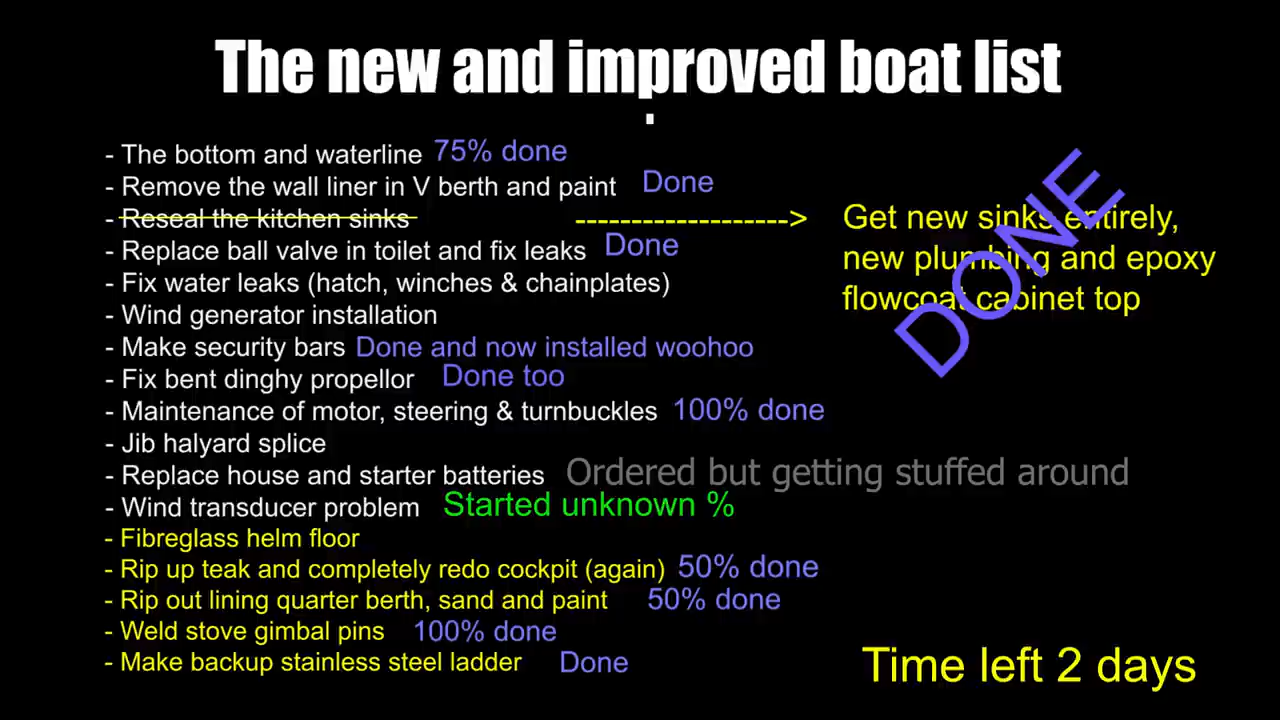 The new and improved boat list
- The bottom and waterline 75% done
- Remove the wall liner in V berth and paint Done
- Reseal the kitchen sinks -------------------> Get new sinks entirely,
new plumbing and epoxy
flowcoat cabinet top
DONE
- Replace ball valve in toilet and fix leaks Done
- Fix water leaks (hatch, winches & chainplates)
- Wind generator installation
- Make security bars Done and now installed woohoo
- Fix bent dinghy propellor Done too
- Maintenance of motor, steering & turnbuckles 100% done
- Jib halyard splice
- Replace house and starter batteries Ordered but getting stuffed around
- Wind transducer problem Started unknown %
- Fibreglass helm floor
- Rip up teak and completely redo cockpit (again) 50% done
- Rip out lining quarter berth, sand and paint 50% done
- Weld stove gimbal pins 100% done
- Make backup stainless steel ladder Done
Time left 2 days